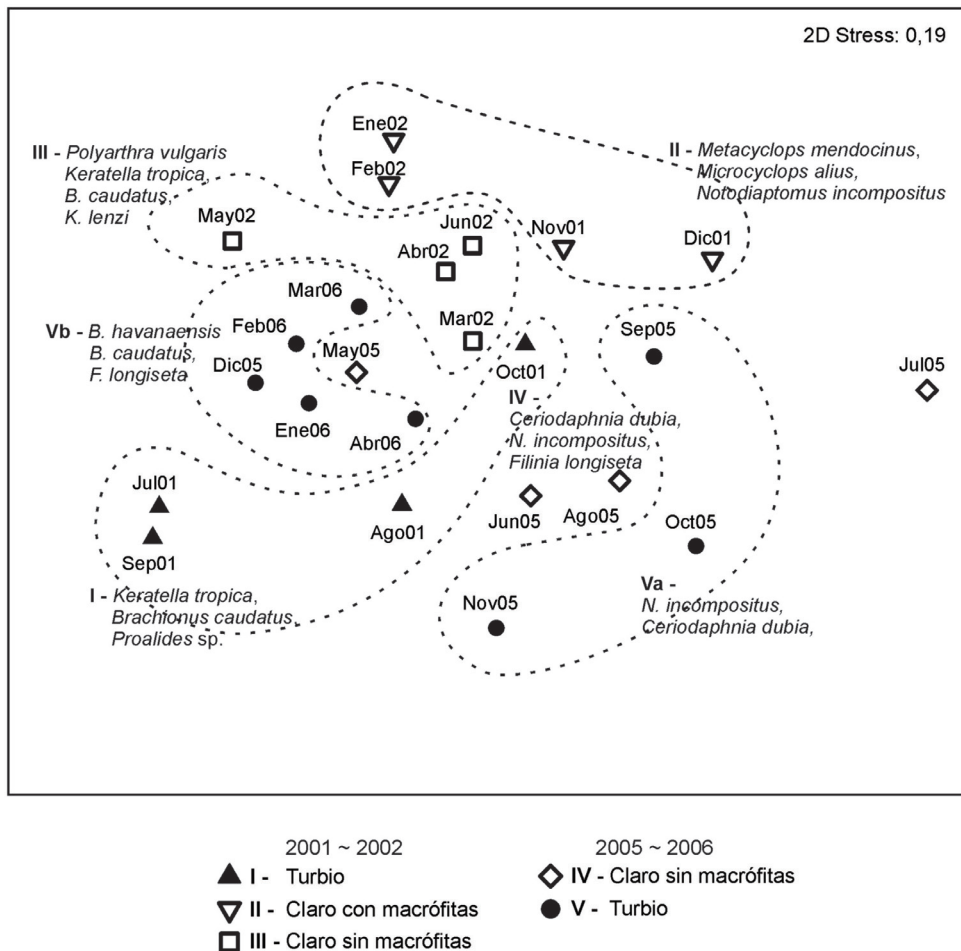 2D Stress: 0,19
Ene02
Feb02
III - Polyarthra vulgaris
Keratella tropica,
B. caudatus,
K. lenzi
II - Metacyclops mendocinus,
Microcyclops alius,
Notodiaptomus incompositus
May02
Jun02
Abr02
Nov01
Dic01
Mar06
Mar02
Sep05
Vb - B. havanaensis
B. caudatus,
F. longiseta
Feb06
May05
Dic05
Oct01
Jul05
Ene06
Abr06
IV -
Ceriodaphnia dubia,
N. incompositus,
Filinia longiseta
Jul01
Sep01
Ago01
Jun05
Ago05
Oct05
I - Keratella tropica,
Brachionus caudatus,
Proalides sp.
Nov05
Va -
N. incompositus,
Ceriodaphnia dubia,
2001 ~ 2002
2005 ~ 2006
I - Turbio
IV - Claro sin macrófitas
II - Claro con macrófitas
V - Turbio
III - Claro sin macrófitas